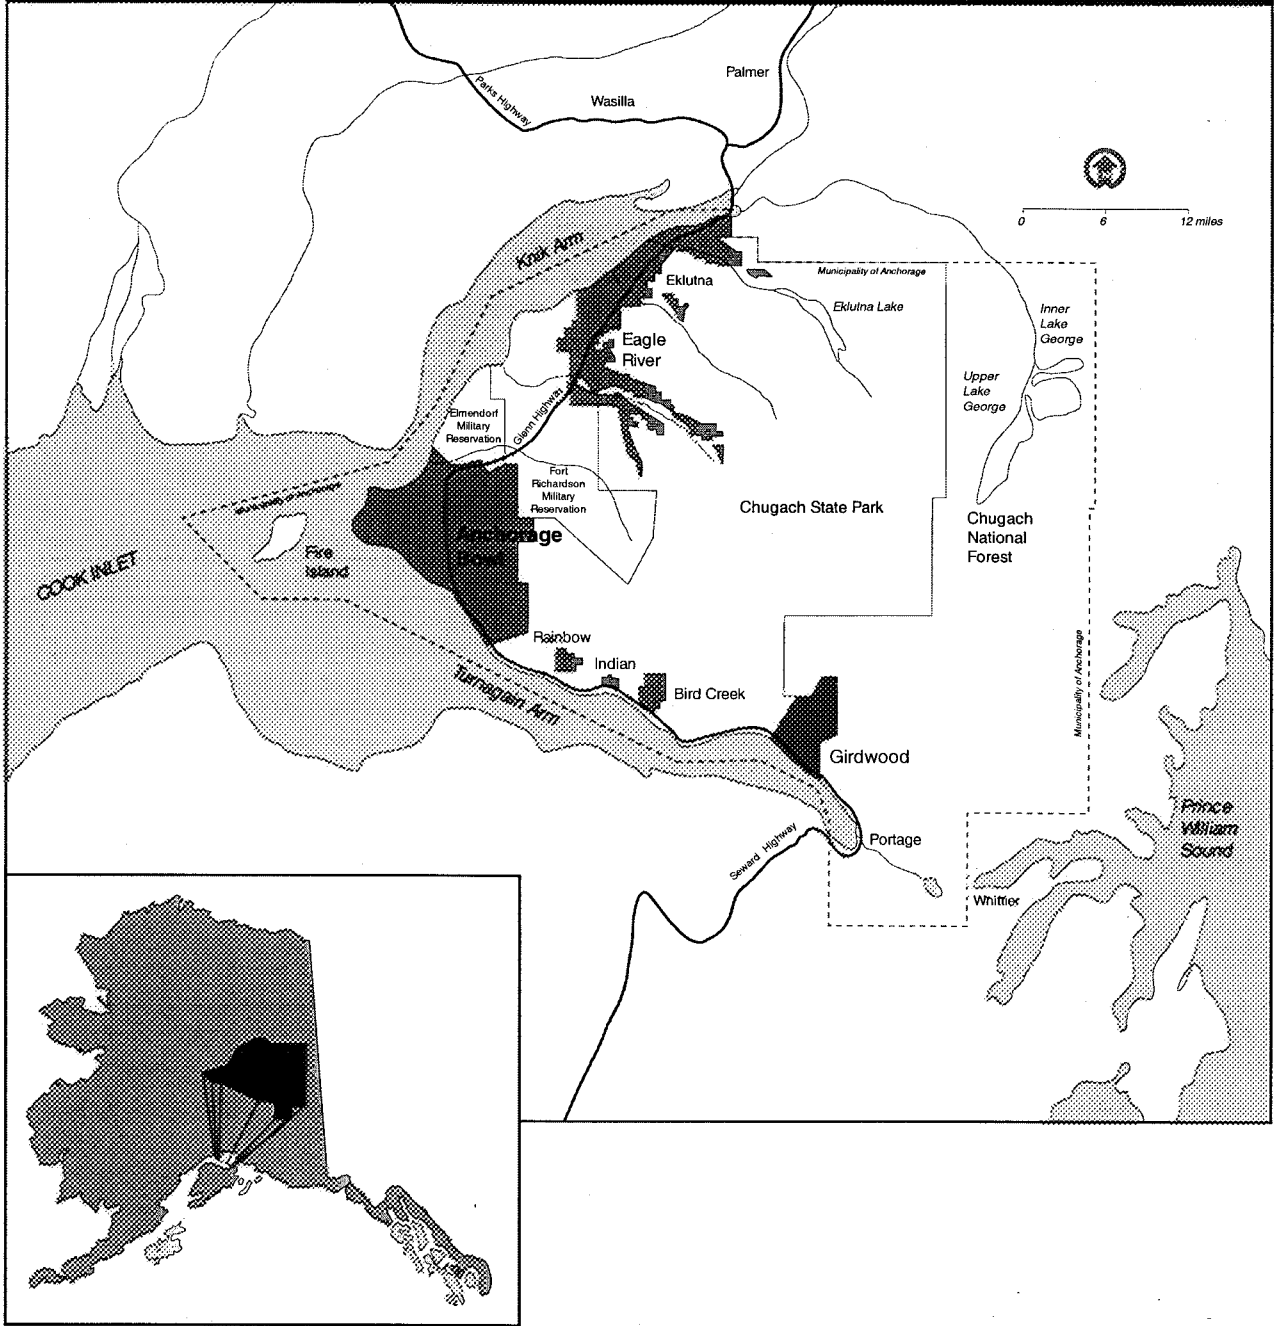 Palmer
Parks Highway
Wasilla
0 6 12 miles
Knik Arm
Municipality of Anchorage
Eklutna
Eklutna Lake
Inner
Lake
George
Eagle
River
Upper
Lake
George
Elmendorf
Military
Reservation
Glenn Highway
Fort
Richardson
Military
Reservation
Municipality of Anchorage
Chugach State Park
Chugach
National
Forest
Anchorage
Bowl
Fire
Island
COOK INLET
Rainbow
Indian
Bird Creek
Turnagain Arm
Municipality of Anchorage
Girdwood
Prince
William
Sound
Seward Highway
Portage
Whittier